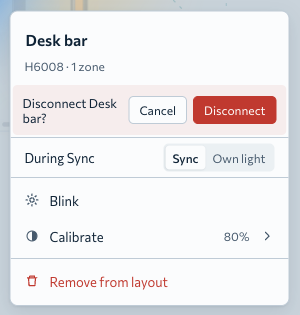 Desk bar
H6008 · 1 zone
Disconnect Desk
bar?
Cancel
Disconnect
During Sync
Sync
Own light
Blink
Calibrate
80%
Remove from layout